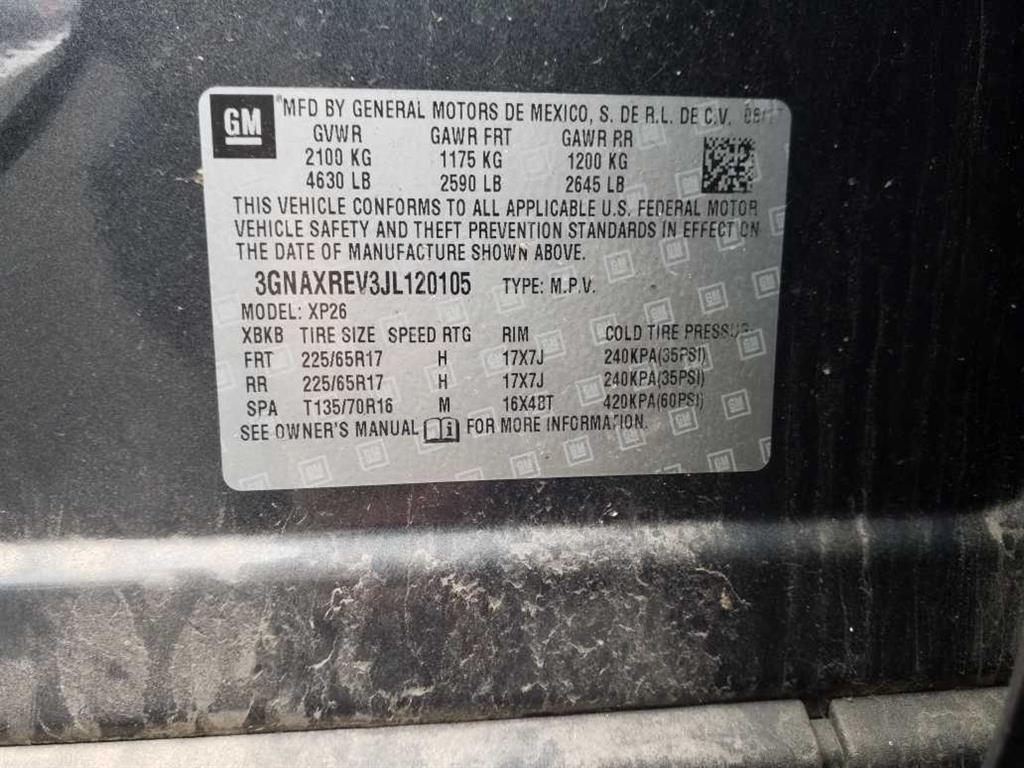 GM MFD BY GENERAL MOTORS DE MEXICO, S. DE R.L. DE C.V.
GVWR GAWR FRT GAWR RR
2100 KG 1175 KG 1200 KG
4630 LB 2590 LB 2645 LB
THIS VEHICLE CONFORMS TO ALL APPLICABLE U.S. FEDERAL MOTOR
VEHICLE SAFETY AND THEFT PREVENTION STANDARDS IN EFFECT ON
THE DATE OF MANUFACTURE SHOWN ABOVE.
3GNAXREV3JL120105 TYPE: M.P.V.
MODEL: XP26
XBKB TIRE SIZE SPEED RTG RIM COLD TIRE PRESSURE
FRT 225/65R17 H 17X7J 240KPA(35PSI)
RR 225/65R17 H 17X7J 240KPA(35PSI)
SPA T135/70R16 M 16X4BT 420KPA(60PSI)
SEE OWNER'S MANUAL FOR MORE INFORMATION.